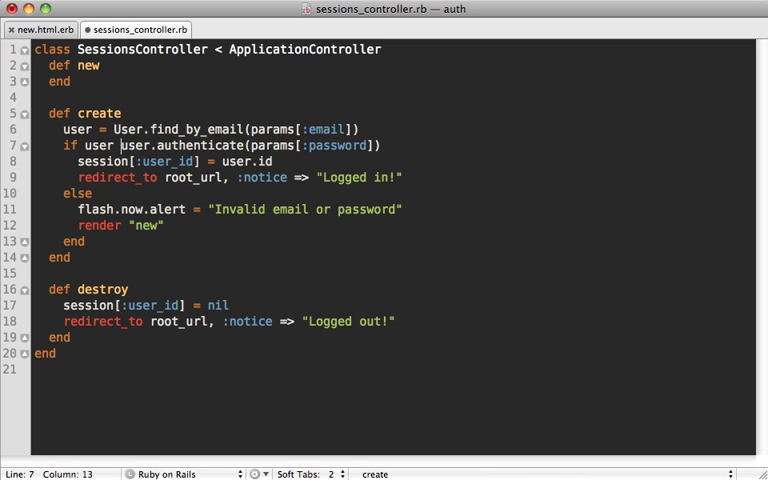 sessions_controller.rb — auth
new.html.erb
sessions_controller.rb
1 class SessionsController < ApplicationController
2   def new
3   end
4
5   def create
6     user = User.find_by_email(params[:email])
7     if user user.authenticate(params[:password])
8       session[:user_id] = user.id
9       redirect_to root_url, :notice => "Logged in!"
10     else
11       flash.now.alert = "Invalid email or password"
12       render "new"
13     end
14   end
15
16   def destroy
17     session[:user_id] = nil
18     redirect_to root_url, :notice => "Logged out!"
19   end
20 end
21
Line: 7 Column: 13 Ruby on Rails Soft Tabs: 2 create